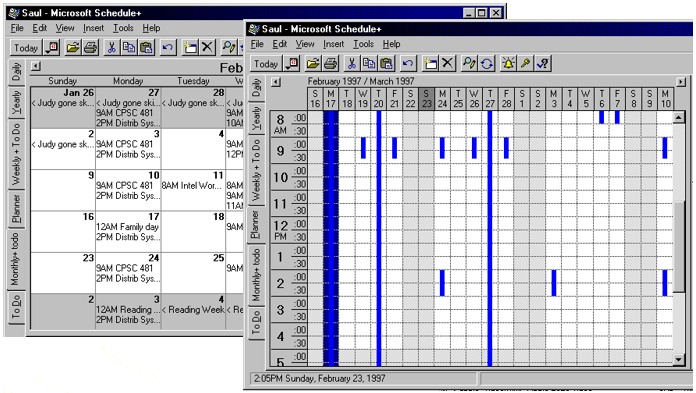 Saul - Microsoft Schedule+
File Edit View Insert Tools Help
Today
Daily
Yearly
Weekly + To Do
Planner
Monthly+ todo
To Do
Feb
Sunday Monday Tuesday W
Jan 26 27 28
< Judy gone sk... < Judy gone ski... < Judy gone sk... < J
9AM CPSC 481 9AM
2PM Distrib Sys... 10A
2 3 4
< Judy gone sk... 9AM CPSC 481 9AM
2PM Distrib Sys... 12P
9 10 11
9AM CPSC 481 8AM Intel Wor... 8AM
2PM Distrib Sys... 9AM
11A
16 17 18
12AM Family day 9AM
2PM Distrib Sys...
23 24 25
9AM CPSC 481 9AM
2PM Distrib Sys...
2 3 4
12AM Reading ... < Reading Week < Re
2PM Distrib Sys...
Saul - Microsoft Schedule+
File Edit View Insert Tools Help
Today
Daily
Yearly
Weekly + To Do
Planner
Monthly+ todo
To Do
February 1997 / March 1997
S M T W T F S S M T W T F S S M T W T F S S M
16 17 18 19 20 21 22 23 24 25 26 27 28 1 2 3 4 5 6 7 8 9 10
8 :00
AM :30
9 :00
:30
10 :00
:30
11 :00
:30
12 :00
PM :30
1 :00
:30
2 :00
:30
3 :00
:30
4 :00
:30
5 :00
2:05PM Sunday, February 23, 1997